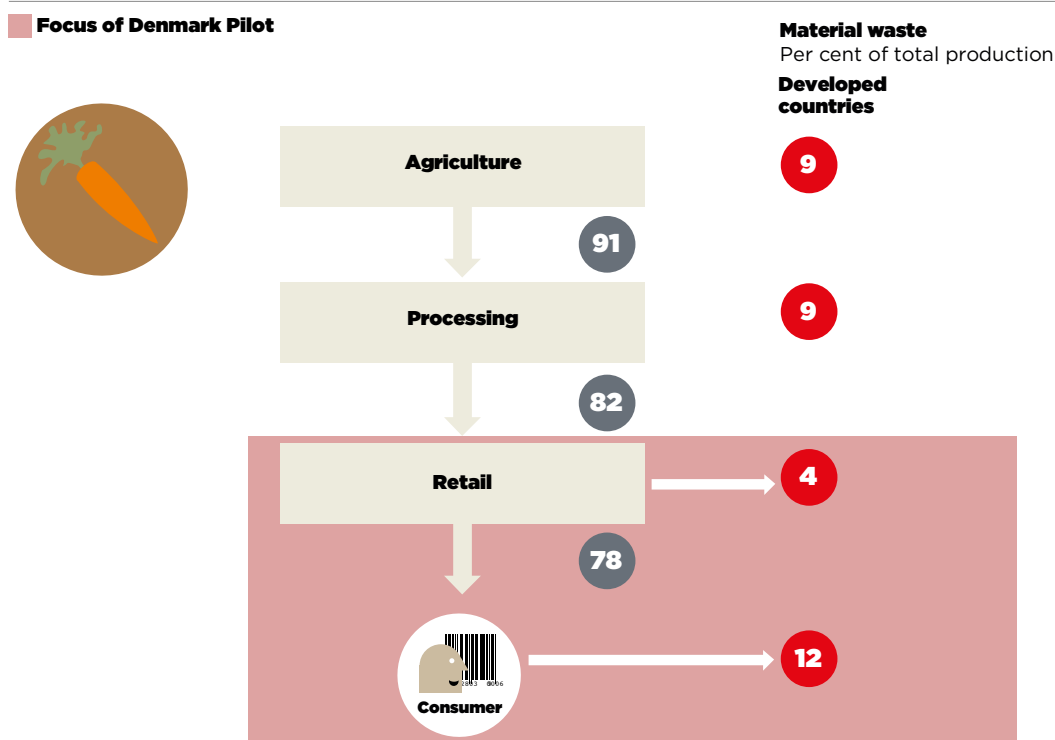 Focus of Denmark Pilot
Material waste
Per cent of total production
Developed
countries
Agriculture
9
91
Processing
9
82
Retail
4
78
12
Consumer